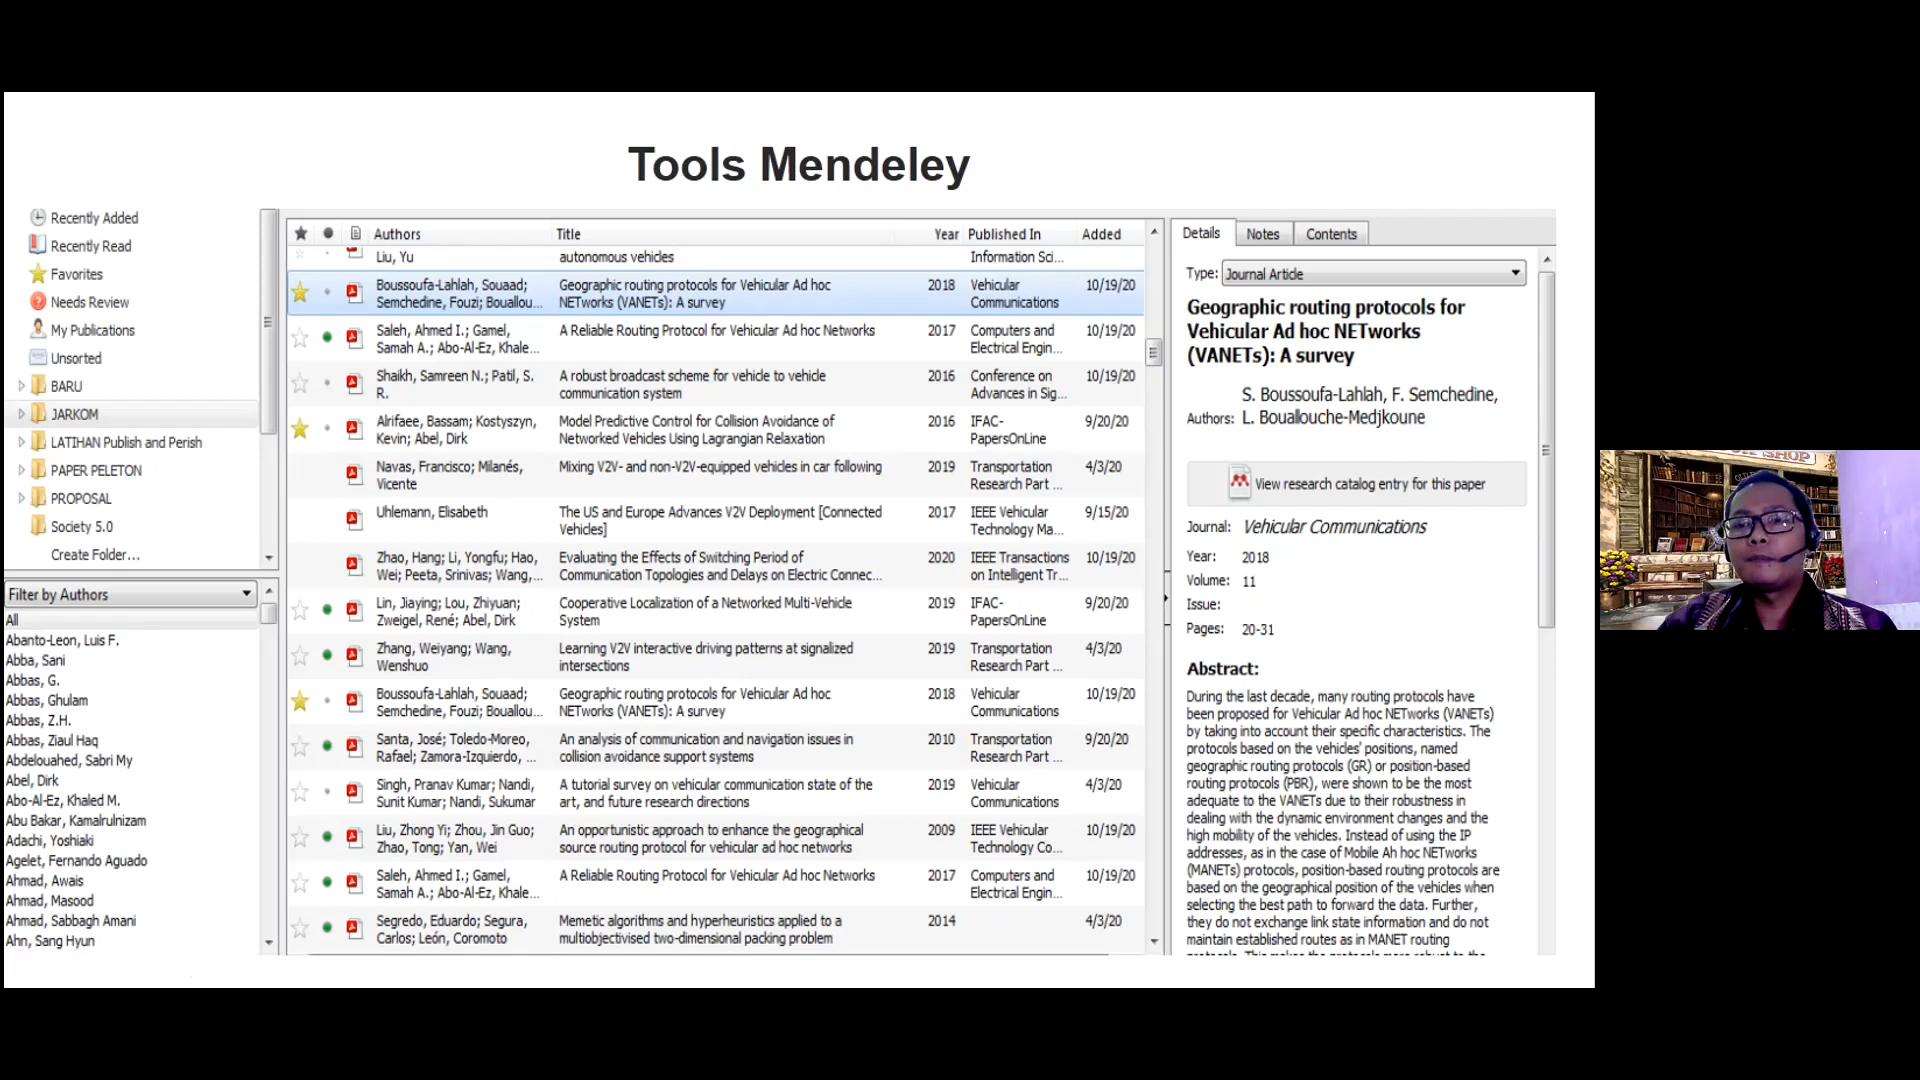 Tools Mendeley
Recently Added
Recently Read
Favorites
Needs Review
My Publications
Unsorted
BARU
JARKOM
LATIHAN Publish and Perish
PAPER PELETON
PROPOSAL
Society 5.0
Create Folder...
Filter by Authors
All
Abanto-Leon, Luis F.
Abba, Sani
Abbas, G.
Abbas, Ghulam
Abbas, Z.H.
Abbas, Ziaul Haq
Abdelouahed, Sabri My
Abel, Dirk
Abo-Al-Ez, Khaled M.
Abu Bakar, Kamalrulnizam
Adachi, Yoshiaki
Agelet, Fernando Aguado
Ahmad, Awais
Ahmad, Masood
Ahmad, Sabbagh Amani
Ahn, Sang Hyun
Authors Title Year Published In Added
Liu, Yu autonomous vehicles Information Sci...
Boussoufa-Lahlah, Souaad; Geographic routing protocols for Vehicular Ad hoc 2018 Vehicular 10/19/20
Semchedine, Fouzi; Bouallou... NETworks (VANETs): A survey Communications
Saleh, Ahmed I.; Gamel, A Reliable Routing Protocol for Vehicular Ad hoc Networks 2017 Computers and 10/19/20
Samah A.; Abo-Al-Ez, Khale... Electrical Engin...
Shaikh, Samreen N.; Patil, S. A robust broadcast scheme for vehicle to vehicle 2016 Conference on 10/19/20
R. communication system Advances in Sig...
Alrifaee, Bassam; Kostyszyn, Model Predictive Control for Collision Avoidance of 2016 IFAC- 9/20/20
Kevin; Abel, Dirk Networked Vehicles Using Lagrangian Relaxation PapersOnLine
Navas, Francisco; Milanés, Mixing V2V- and non-V2V-equipped vehicles in car following 2019 Transportation 4/3/20
Vicente Research Part ...
Uhlemann, Elisabeth The US and Europe Advances V2V Deployment [Connected 2017 IEEE Vehicular 9/15/20
Vehicles] Technology Ma...
Zhao, Hang; Li, Yongfu; Hao, Evaluating the Effects of Switching Period of 2020 IEEE Transactions 10/19/20
Wei; Peeta, Srinivas; Wang,... Communication Topologies and Delays on Electric Connec... on Intelligent Tr...
Lin, Jiaying; Lou, Zhiyuan; Cooperative Localization of a Networked Multi-Vehicle 2019 IFAC- 9/20/20
Zweigel, René; Abel, Dirk System PapersOnLine
Zhang, Weiyang; Wang, Learning V2V interactive driving patterns at signalized 2019 Transportation 4/3/20
Wenshuo intersections Research Part ...
Boussoufa-Lahlah, Souaad; Geographic routing protocols for Vehicular Ad hoc 2018 Vehicular 10/19/20
Semchedine, Fouzi; Bouallou... NETworks (VANETs): A survey Communications
Santa, José; Toledo-Moreo, An analysis of communication and navigation issues in 2010 Transportation 9/20/20
Rafael; Zamora-Izquierdo, ... collision avoidance support systems Research Part ...
Singh, Pranav Kumar; Nandi, A tutorial survey on vehicular communication state of the 2019 Vehicular 4/3/20
Sunit Kumar; Nandi, Sukumar art, and future research directions Communications
Liu, Zhong Yi; Zhou, Jin Guo; An opportunistic approach to enhance the geographical 2009 IEEE Vehicular 10/19/20
Zhao, Tong; Yan, Wei source routing protocol for vehicular ad hoc networks Technology Co...
Saleh, Ahmed I.; Gamel, A Reliable Routing Protocol for Vehicular Ad hoc Networks 2017 Computers and 10/19/20
Samah A.; Abo-Al-Ez, Khale... Electrical Engin...
Segredo, Eduardo; Segura, Memetic algorithms and hyperheuristics applied to a 2014 4/3/20
Carlos; León, Coromoto multiobjectivised two-dimensional packing problem
Details Notes Contents
Type: Journal Article
Geographic routing protocols for
Vehicular Ad hoc NETworks
(VANETs): A survey
S. Boussoufa-Lahlah, F. Semchedine,
Authors: L. Bouallouche-Medjkoune
View research catalog entry for this paper
Journal: Vehicular Communications
Year: 2018
Volume: 11
Issue:
Pages: 20-31
Abstract:
During the last decade, many routing protocols have
been proposed for Vehicular Ad hoc NETworks (VANETs)
by taking into account their specific characteristics. The
protocols based on the vehicles' positions, named
geographic routing protocols (GR) or position-based
routing protocols (PBR), were shown to be the most
adequate to the VANETs due to their robustness in
dealing with the dynamic environment changes and the
high mobility of the vehicles. Instead of using the IP
addresses, as in the case of Mobile Ah hoc NETworks
(MANETs) protocols, position-based routing protocols are
based on the geographical position of the vehicles when
selecting the best path to forward the data. Further,
they do not exchange link state information and do not
maintain established routes as in MANET routing
SHOP